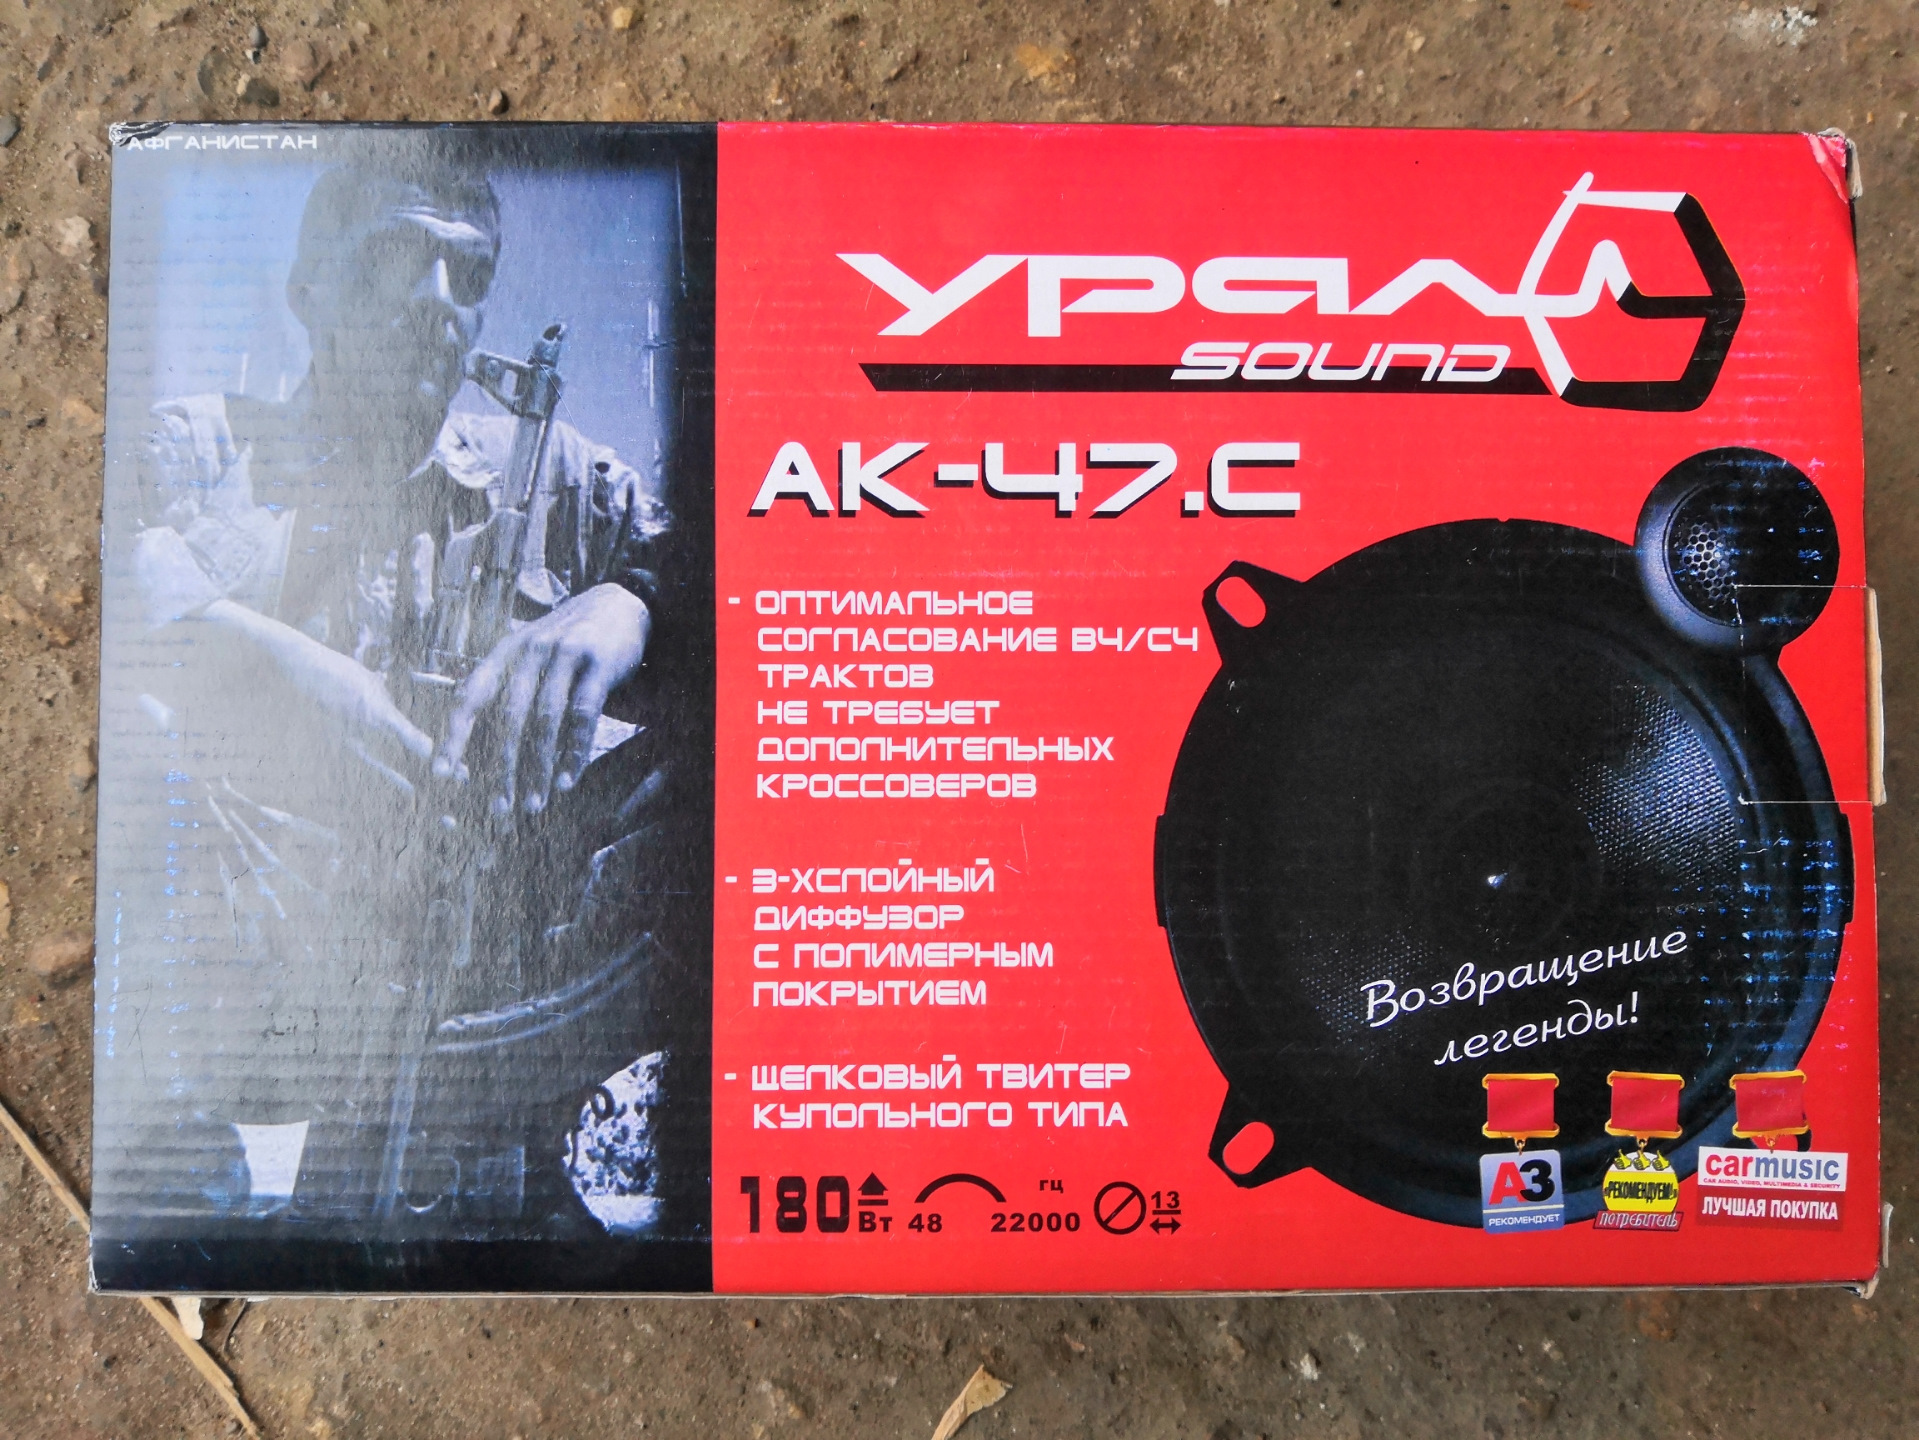 АФГАНИСТАН
УРАЛ
SOUND
АК-47.С
- ОПТИМАЛЬНОЕ
СОГЛАСОВАНИЕ ВЧ/СЧ
ТРАКТОВ
НЕ ТРЕБУЕТ
ДОПОЛНИТЕЛЬНЫХ
КРОССОВЕРОВ
- 3-ХСЛОЙНЫЙ
ДИФФУЗОР
С ПОЛИМЕРНЫМ
ПОКРЫТИЕМ
- ЩЕЛКОВЫЙ ТВИТЕР
КУПОЛЬНОГО ТИПА
180 Вт 48 22000 гц 13
Возвращение
легенды!
АЗ
РЕКОМЕНДУЕТ
РЕКОМЕНДУЕМ!
ПОТРЕБИТЕЛЬ
carmusic
CAR AUDIO, VIDEO, MULTIMEDIA & SECURITY
ЛУЧШАЯ ПОКУПКА